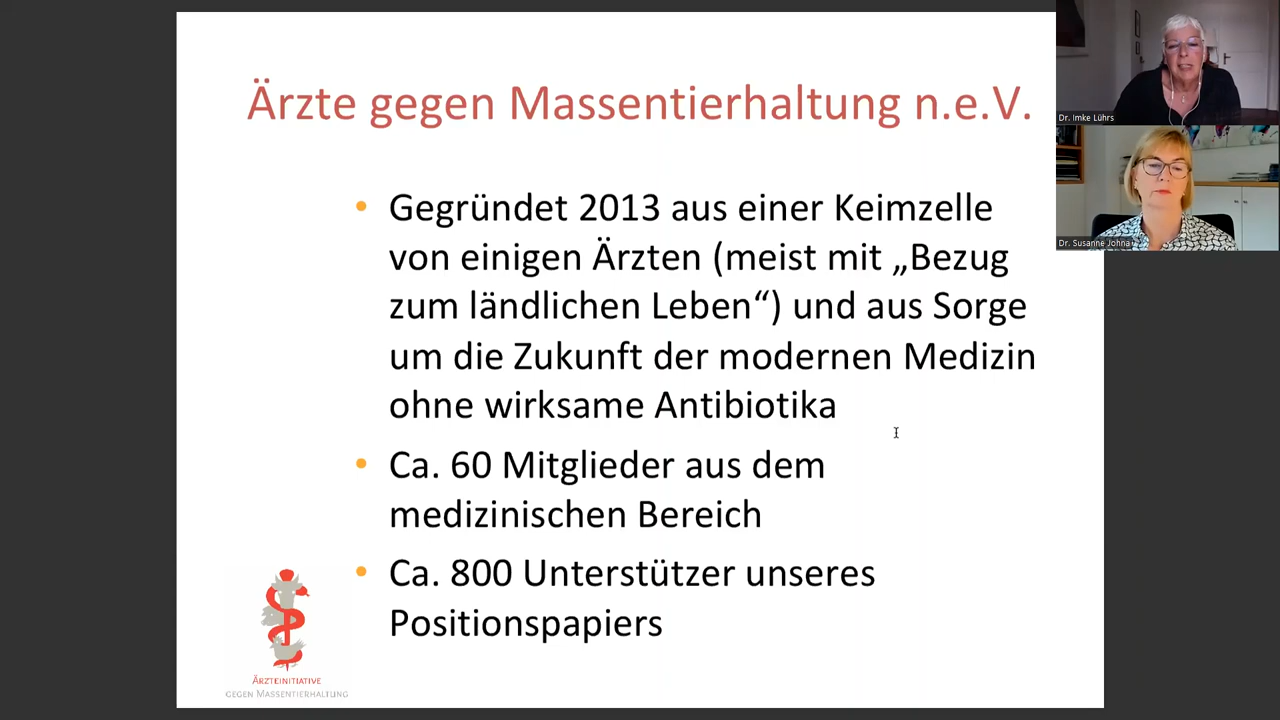 Ärzte gegen Massentierhaltung n.e.V.
• Gegründet 2013 aus einer Keimzelle
von einigen Ärzten (meist mit „Bezug
zum ländlichen Leben“) und aus Sorge
um die Zukunft der modernen Medizin
ohne wirksame Antibiotika
• Ca. 60 Mitglieder aus dem
medizinischen Bereich
• Ca. 800 Unterstützer unseres
Positionspapiers
ÄRZTEINITIATIVE
GEGEN MASSENTIERHALTUNG
Dr. Imke Lührs
Dr. Susanne Johna